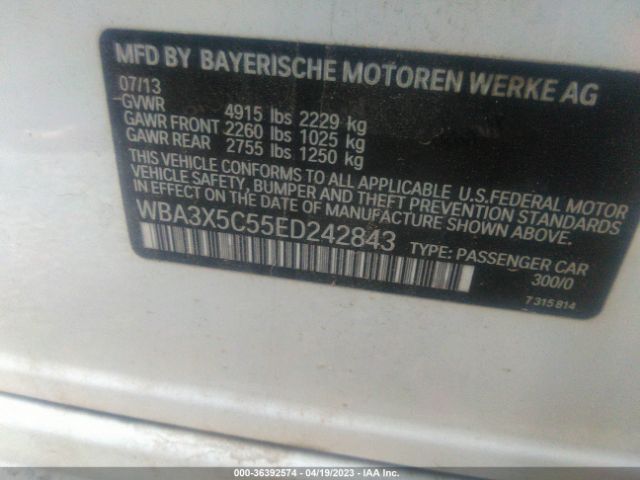 MFD BY BAYERISCHE MOTOREN WERKE AG
07/13
GVWR 4915 lbs 2229 kg
GAWR FRONT 2260 lbs 1025 kg
GAWR REAR 2755 lbs 1250 kg
THIS VEHICLE CONFORMS TO ALL APPLICABLE U.S.FEDERAL MOTOR
VEHICLE SAFETY, BUMPER AND THEFT PREVENTION STANDARDS
IN EFFECT ON THE DATE OF MANUFACTURE SHOWN ABOVE.
WBA3X5C55ED242843 TYPE: PASSENGER CAR
300/0
7 315 814
000-36392574 / 04/19/2023 - IAA Inc.